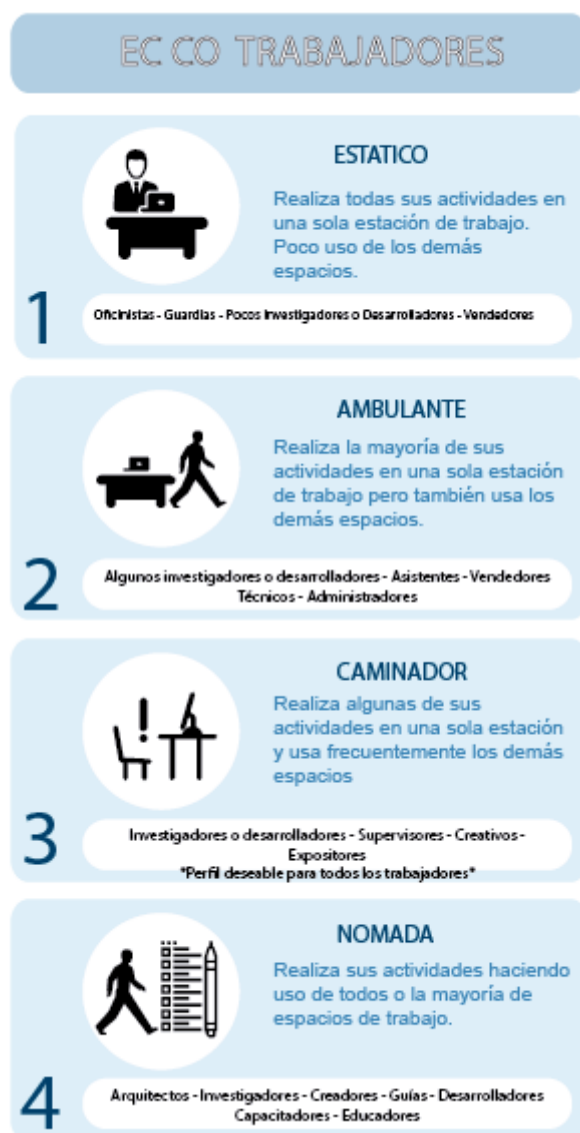 EC CO TRABAJADORES
ESTATICO
Realiza todas sus actividades en
una sola estación de trabajo.
Poco uso de los demás
espacios.
1
Oficinistas - Guardias - Pocos investigadores o Desarrolladores - Vendedores
AMBULANTE
Realiza la mayoría de sus
actividades en una sola estación
de trabajo pero también usa los
demás espacios.
2
Algunos investigadores o desarrolladores - Asistentes - Vendedores
Técnicos - Administradores
CAMINADOR
Realiza algunas de sus
actividades en una sola estación
y usa frecuentemente los demás
espacios
3
Investigadores o desarrolladores - Supervisores - Creativos -
Expositores
*Perfil deseable para todos los trabajadores*
NOMADA
Realiza sus actividades haciendo
uso de todos o la mayoría de
espacios de trabajo.
4
Arquitectos - Investigadores - Creadores - Guías - Desarrolladores
Capacitadores - Educadores